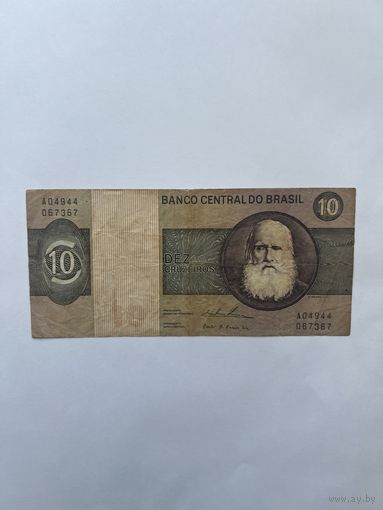 A04944
067367
BANCO CENTRAL DO BRASIL
10
10
DEZ
CRUZEIROS
A04944
067367
www.ay.by